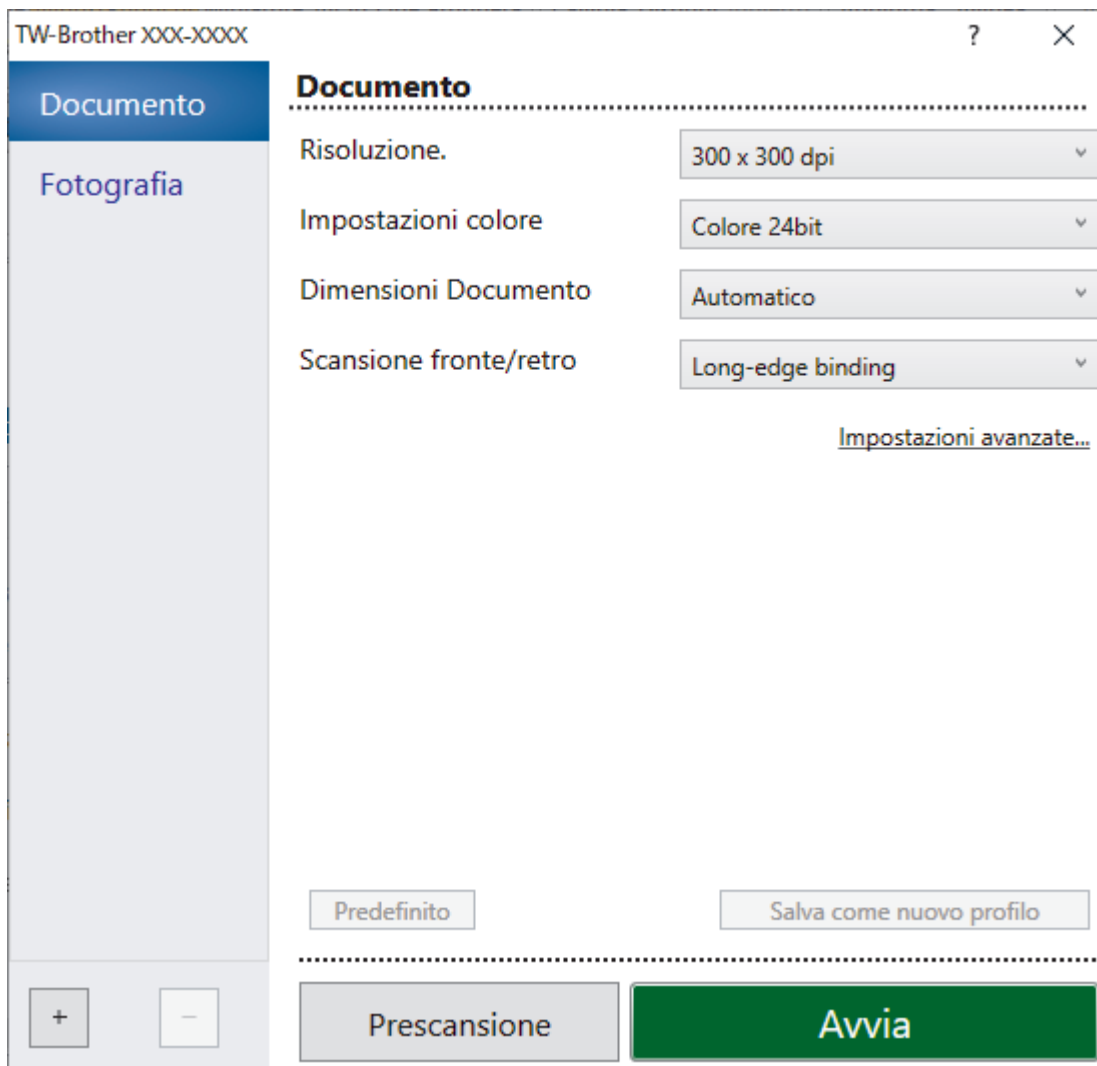 TW-Brother XXX-XXXX ?
Documento
Fotografia
Documento
Risoluzione. 300 x 300 dpi
Impostazioni colore Colore 24bit
Dimensioni Documento Automatico
Scansione fronte/retro Long-edge binding
Impostazioni avanzate...
Predefinito Salva come nuovo profilo
+ − Prescansione Avvia